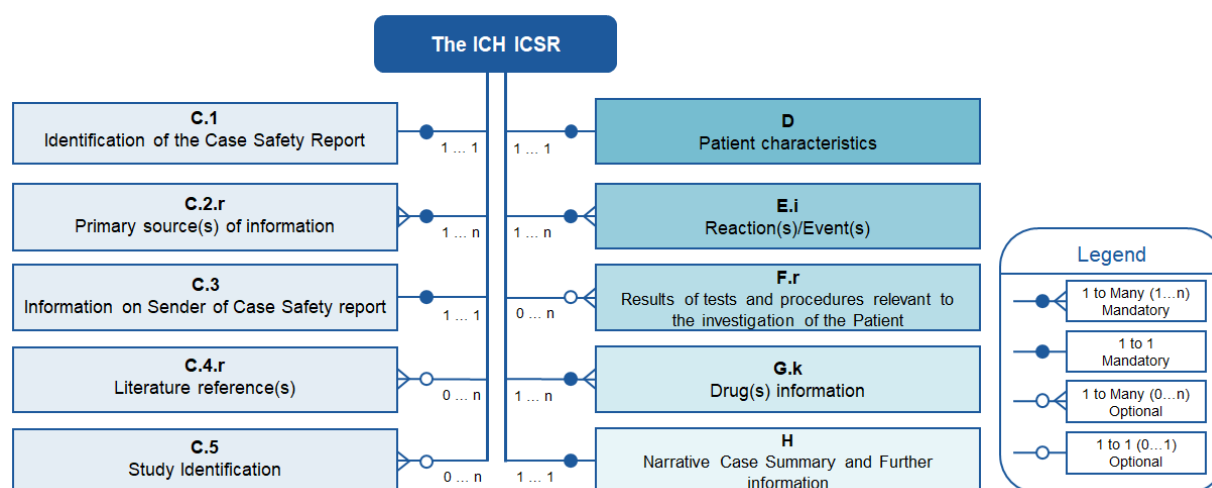 The ICH ICSR
C.1
Identification of the Case Safety Report
1 ... 1
C.2.r
Primary source(s) of information
1 ... n
C.3
Information on Sender of Case Safety report
1 ... 1
C.4.r
Literature reference(s)
0 ... n
C.5
Study Identification
0 ... n
D
Patient characteristics
1 ... 1
E.i
Reaction(s)/Event(s)
1 ... n
F.r
Results of tests and procedures relevant to
the investigation of the Patient
0 ... n
G.k
Drug(s) information
1 ... n
H
Narrative Case Summary and Further
information
1 ... 1
Legend
1 to Many (1...n)
Mandatory
1 to 1
Mandatory
1 to Many (0...n)
Optional
1 to 1 (0...1)
Optional